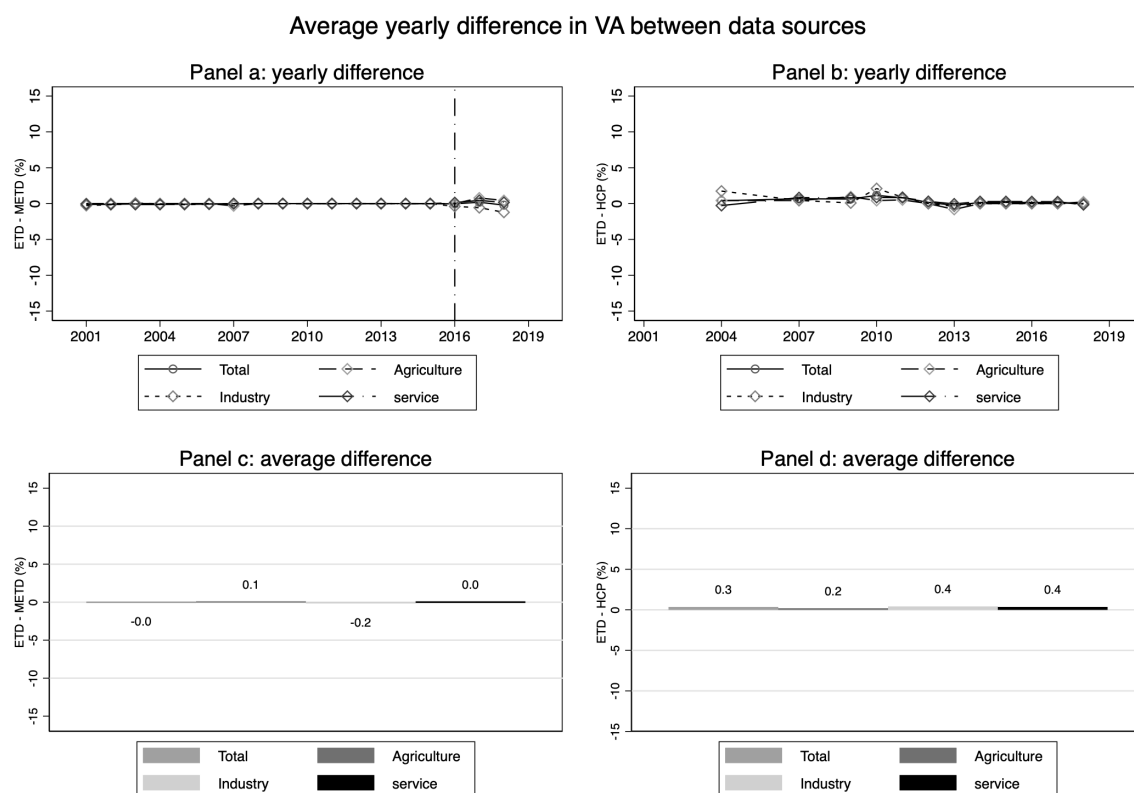 Average yearly difference in VA between data sources
Panel a: yearly difference
ETD - METD (%)
15
10
5
0
-5
-10
-15
2001 2004 2007 2010 2013 2016 2019
Total Agriculture
Industry service
Panel b: yearly difference
ETD - HCP (%)
15
10
5
0
-5
-10
-15
2001 2004 2007 2010 2013 2016 2019
Total Agriculture
Industry service
Panel c: average difference
ETD - METD (%)
15
10
5
0
-5
-10
-15
-0.0 0.1 -0.2 0.0
Total Agriculture
Industry service
Panel d: average difference
ETD - HCP (%)
15
10
5
0
-5
-10
-15
0.3 0.2 0.4 0.4
Total Agriculture
Industry service